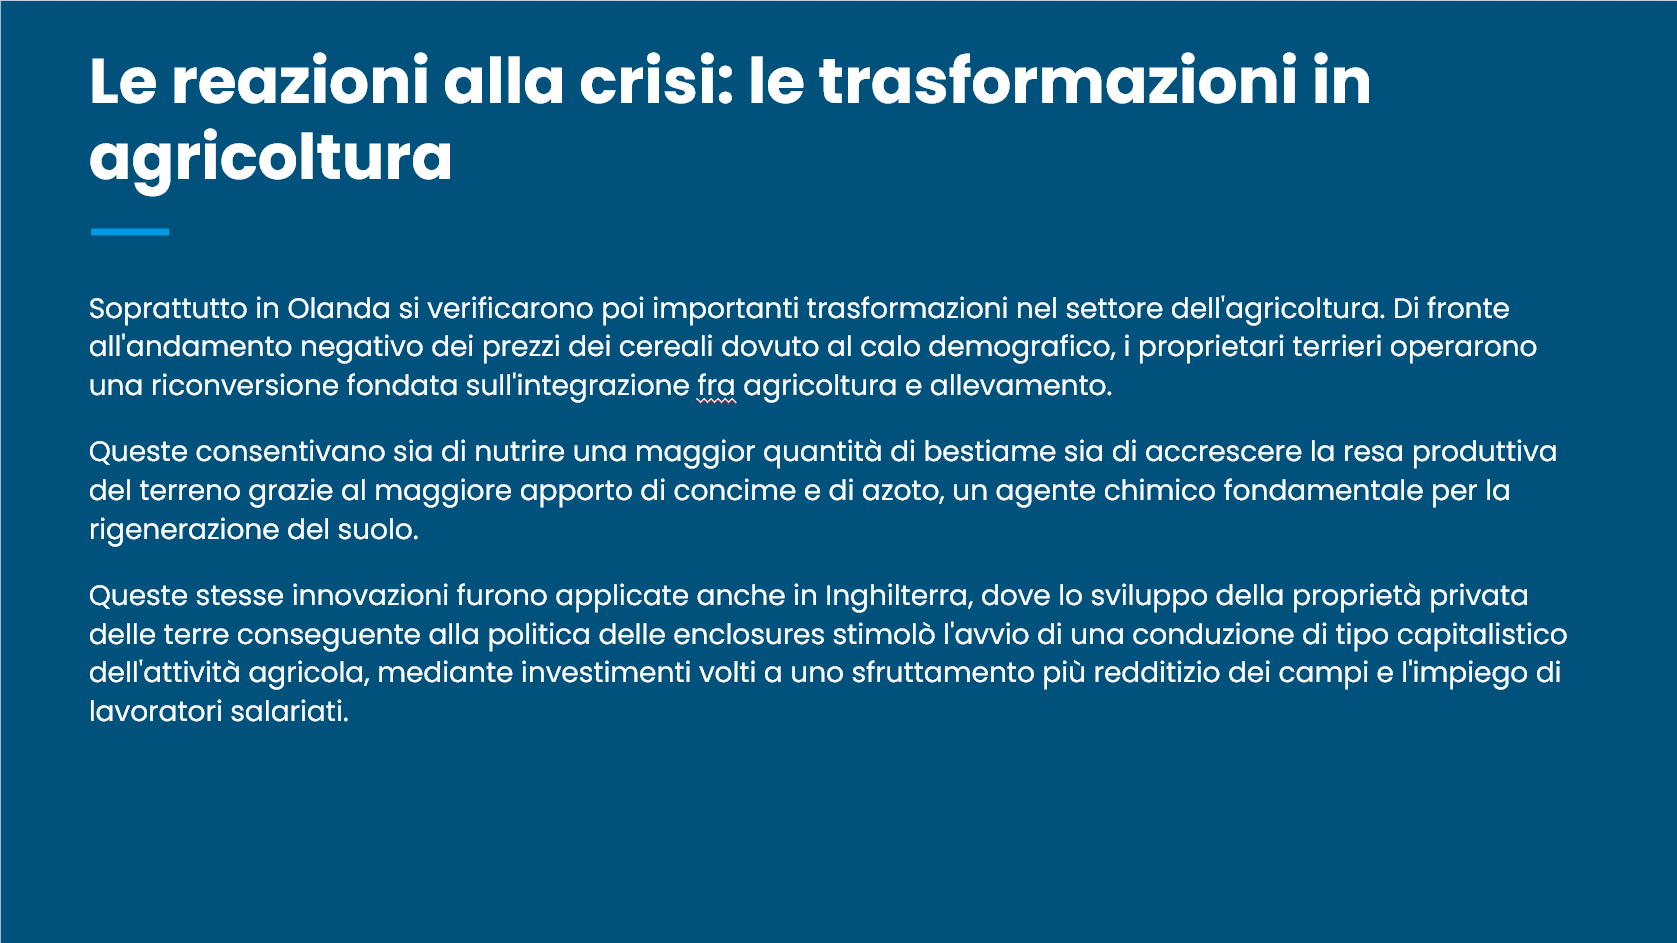 Le reazioni alla crisi: le trasformazioni in
agricoltura
Soprattutto in Olanda si verificarono poi importanti trasformazioni nel settore dell'agricoltura. Di fronte
all'andamento negativo dei prezzi dei cereali dovuto al calo demografico, i proprietari terrieri operarono
una riconversione fondata sull'integrazione fra agricoltura e allevamento.
Queste consentivano sia di nutrire una maggior quantità di bestiame sia di accrescere la resa produttiva
del terreno grazie al maggiore apporto di concime e di azoto, un agente chimico fondamentale per la
rigenerazione del suolo.
Queste stesse innovazioni furono applicate anche in Inghilterra, dove lo sviluppo della proprietà privata
delle terre conseguente alla politica delle enclosures stimolò l'avvio di una conduzione di tipo capitalistico
dell'attività agricola, mediante investimenti volti a uno sfruttamento più redditizio dei campi e l'impiego di
lavoratori salariati.